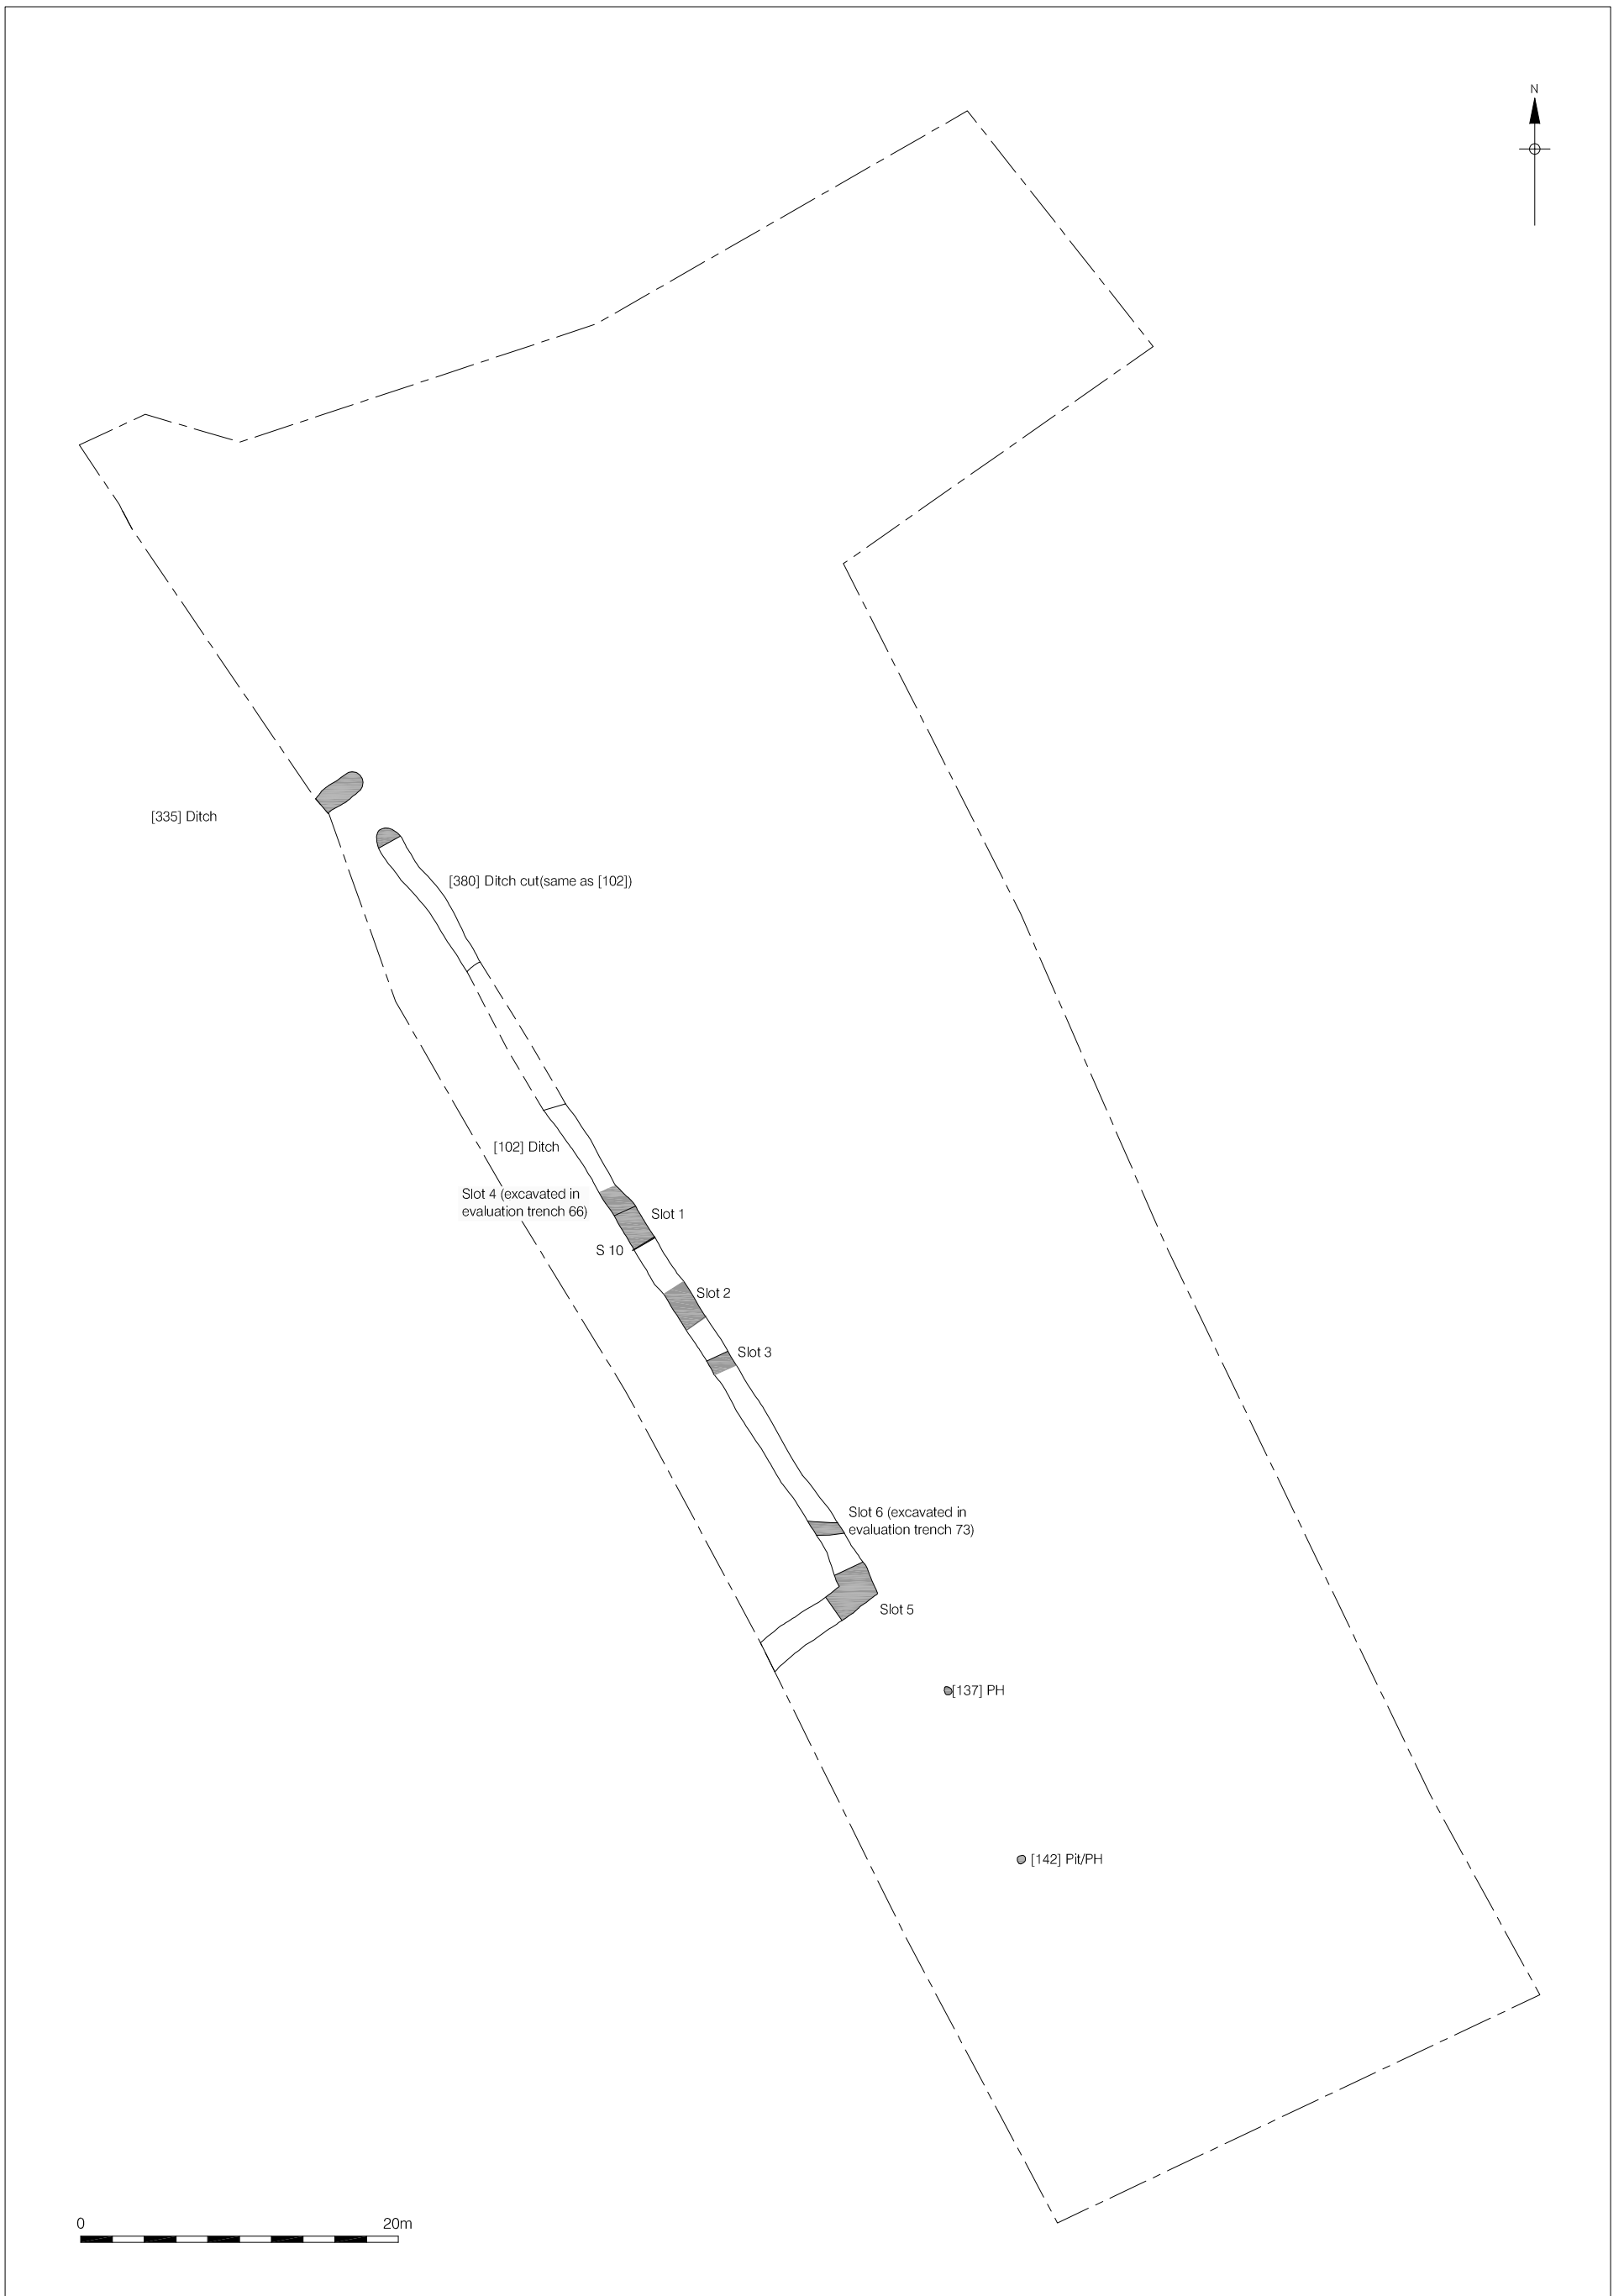 N
[335] Ditch
[380] Ditch cut(same as [102])
[102] Ditch
Slot 4 (excavated in
evaluation trench 66)
Slot 1
S 10
Slot 2
Slot 3
Slot 6 (excavated in
evaluation trench 73)
Slot 5
[137] PH
[142] Pit/PH
0 20m